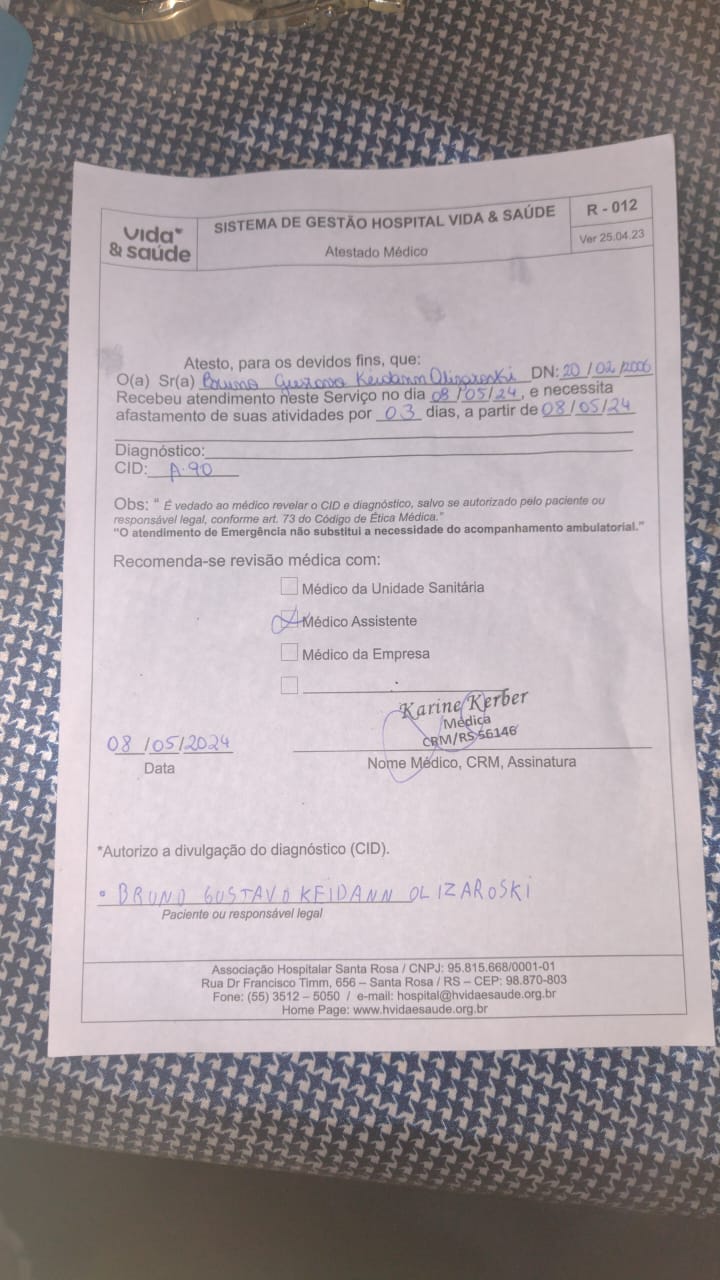 vida
& saúde
SISTEMA DE GESTÃO HOSPITAL VIDA & SAÚDE
Atestado Médico
R - 012
Ver 25.04.23
Atesto, para os devidos fins, que:
O(a) Sr(a) Bruno Gustavo Keidann Olizaroski DN: 20/02/2006
Recebeu atendimento neste Serviço no dia 08/05/24, e necessita
afastamento de suas atividades por 03 dias, a partir de 08/05/24
Diagnóstico:
CID: A.90
Obs: " É vedado ao médico revelar o CID e diagnóstico, salvo se autorizado pelo paciente ou
responsável legal, conforme art. 73 do Código de Ética Médica."
"O atendimento de Emergência não substitui a necessidade do acompanhamento ambulatorial."
Recomenda-se revisão médica com:
Médico da Unidade Sanitária
Médico Assistente
Médico da Empresa
Karine Kerber
Médica
CRM/RS 56146
08/05/2024
Data
Nome Médico, CRM, Assinatura
*Autorizo a divulgação do diagnóstico (CID).
BRUNO GUSTAVO KEIDANN OLIZAROSKI
Paciente ou responsável legal
Associação Hospitalar Santa Rosa / CNPJ: 95.815.668/0001-01
Rua Dr Francisco Timm, 656 – Santa Rosa / RS – CEP: 98.870-803
Fone: (55) 3512 – 5050 / e-mail: hospital@hvidaesaude.org.br
Home Page: www.hvidaesaude.org.br